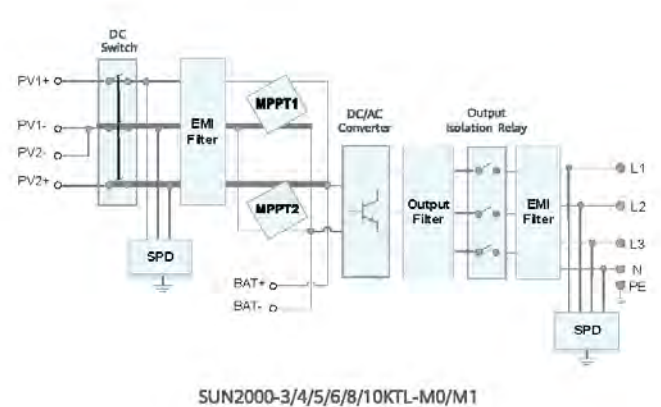 DC
Switch
PV1+
PV1-
PV2-
PV2+
EMI
Filter
SPD
MPPT1
MPPT2
BAT+
BAT-
DC/AC
Converter
Output
Filter
Output
Isolation Relay
EMI
Filter
L1
L2
L3
N
PE
SPD
SUN2000-3/4/5/6/8/10KTL-M0/M1